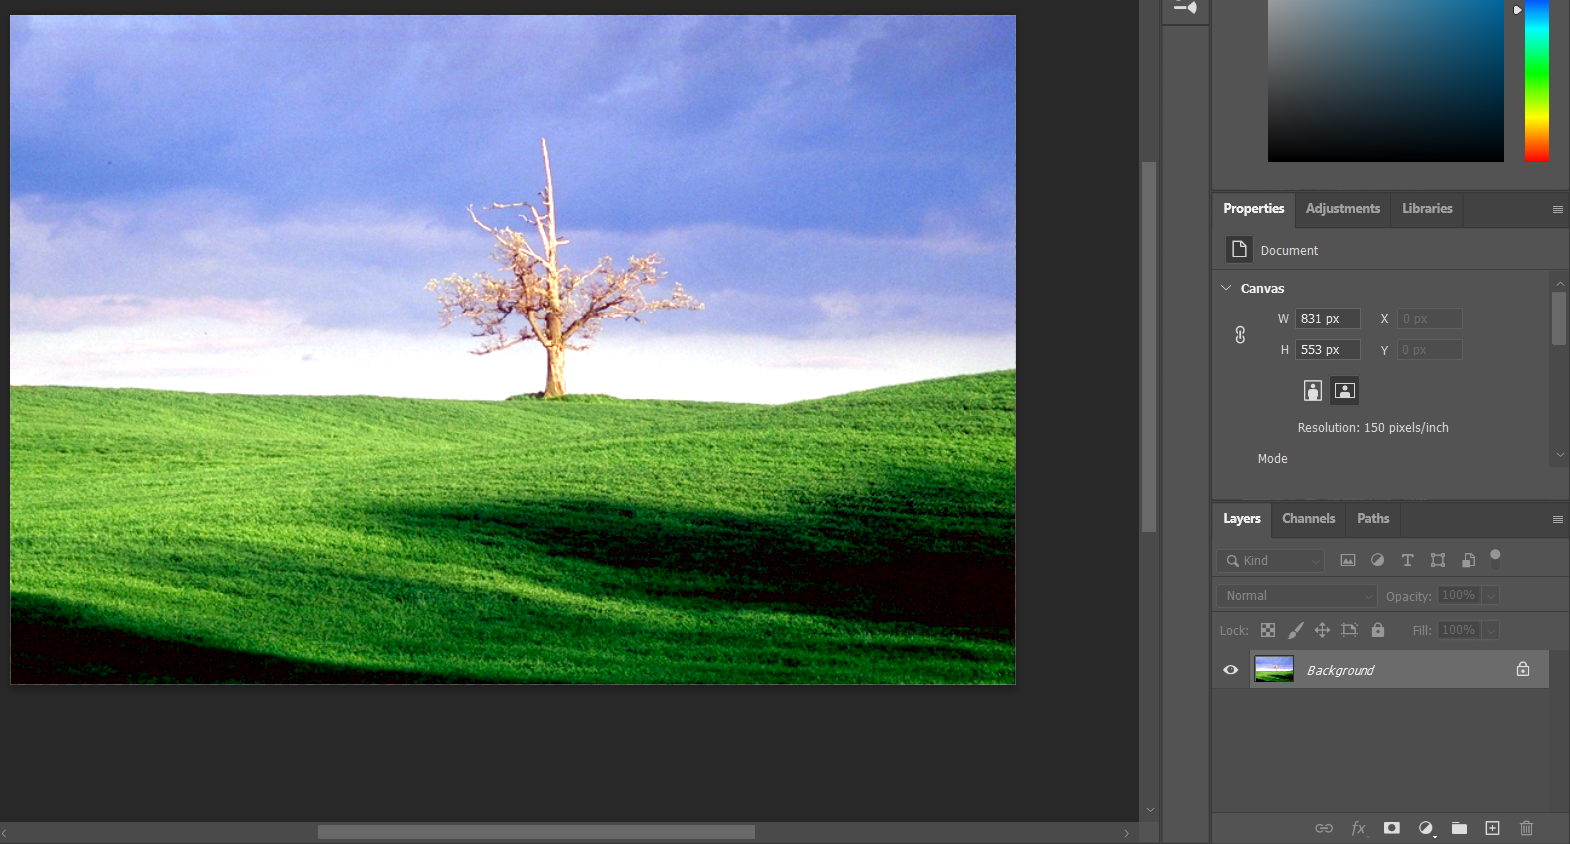 Properties Adjustments Libraries
Document
Canvas
W 831 px X 0 px
H 553 px Y 0 px
Resolution: 150 pixels/inch
Mode
Layers Channels Paths
Kind
Normal Opacity: 100%
Lock: Fill: 100%
Background
fx